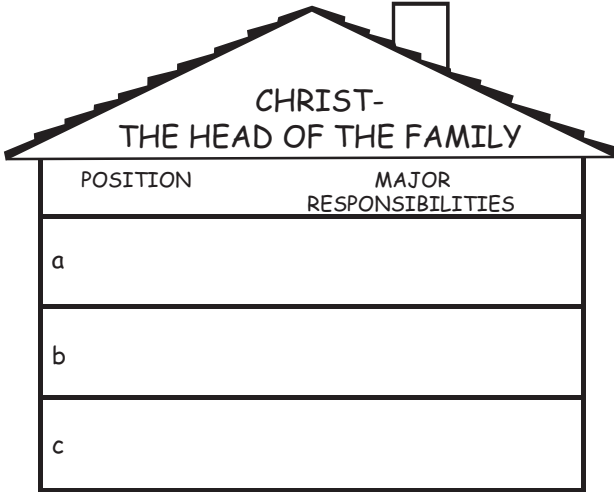 CHRIST-
THE HEAD OF THE FAMILY
POSITION
MAJOR
RESPONSIBILITIES
a
b
c